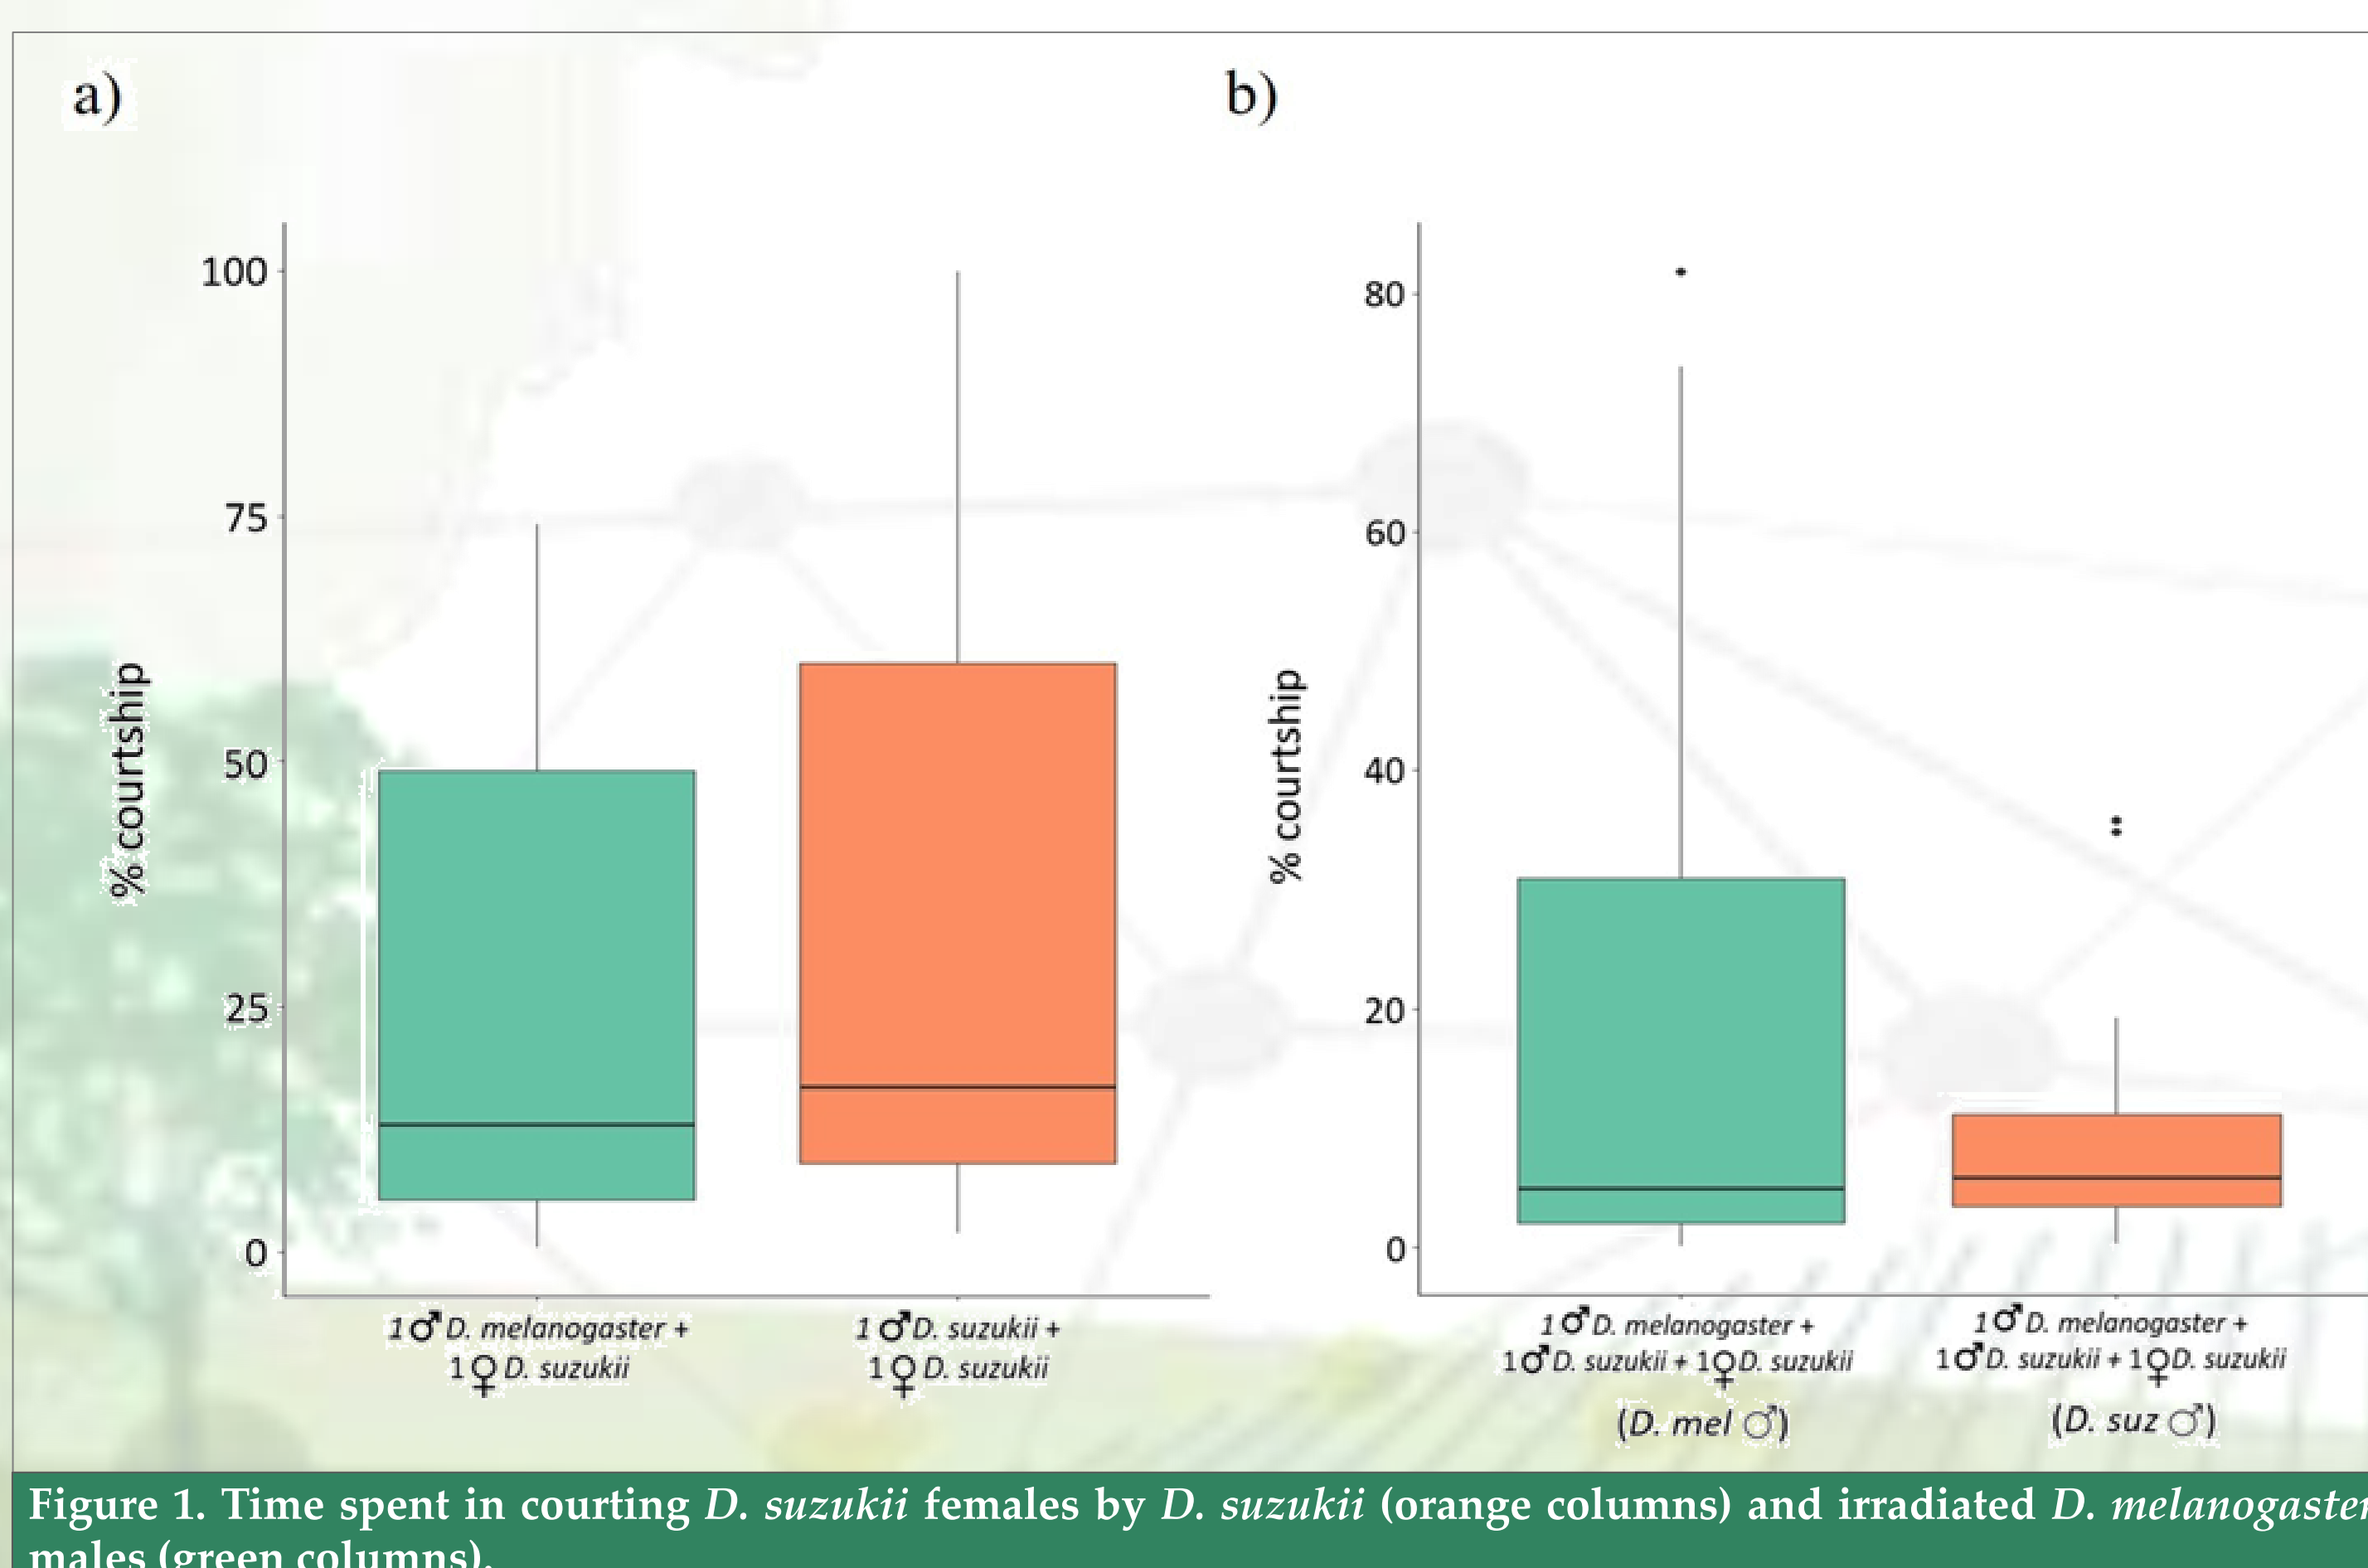 a)
100
75
50
25
0
% courtship
1 ♂ D. melanogaster +
1 ♀ D. suzukii
1 ♂ D. suzukii +
1 ♀ D. suzukii
b)
80
60
40
20
0
% courtship
1 ♂ D. melanogaster +
1 ♂ D. suzukii + 1 ♀ D. suzukii
(D. mel ♂)
1 ♂ D. melanogaster +
1 ♂ D. suzukii + 1 ♀ D. suzukii
(D. suz ♂)
Figure 1. Time spent in courting D. suzukii females by D. suzukii (orange columns) and irradiated D. melanogaster
males (green columns).